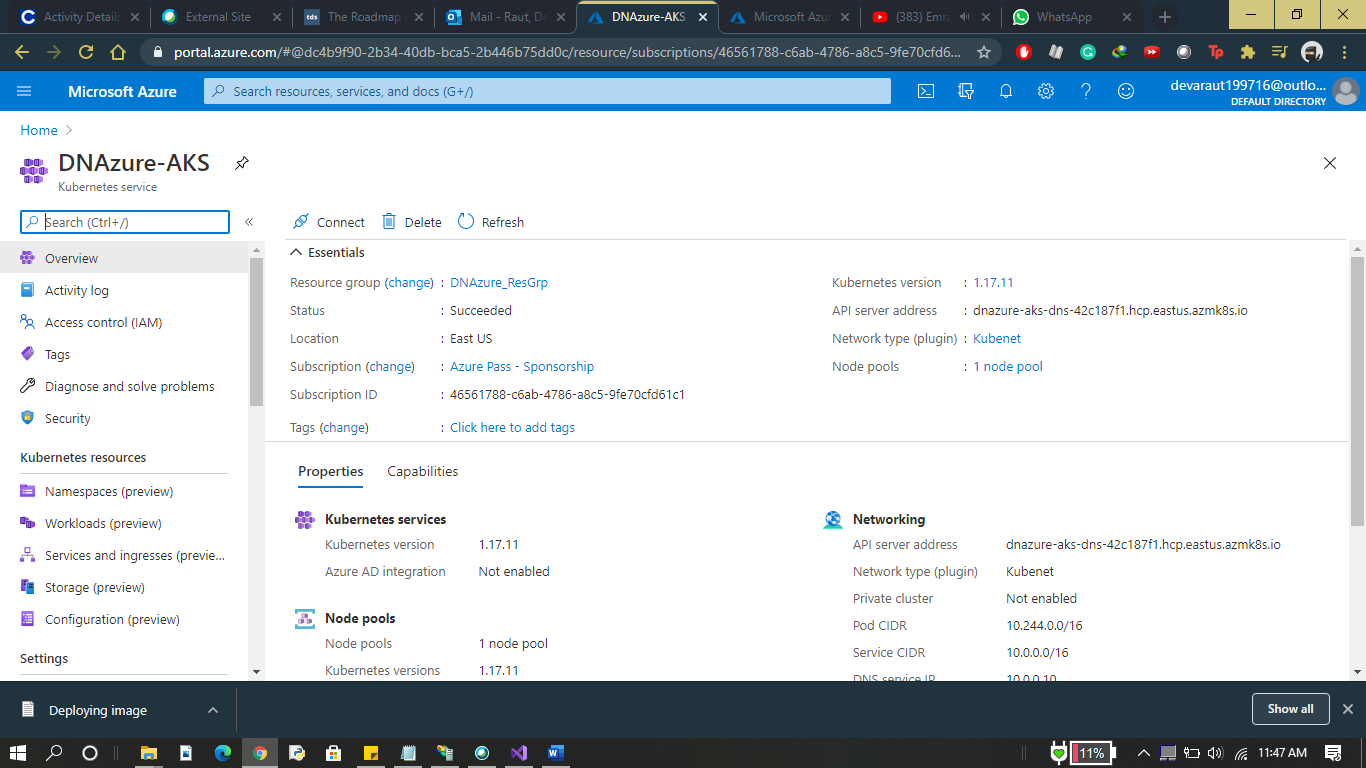 Activity Details
External Site
tds The Roadmap
Mail - Raut, De
DNAzure-AKS
Microsoft Azur
(383) Emra
WhatsApp
portal.azure.com/#@dc4b9f90-2b34-40db-bca5-2b446b75dd0c/resource/subscriptions/46561788-c6ab-4786-a8c5-9fe70cfd6...
Microsoft Azure
Search resources, services, and docs (G+/)
devaraut199716@outlo...
DEFAULT DIRECTORY
Home
DNAzure-AKS
Kubernetes service
Search (Ctrl+/)
«
Connect Delete Refresh
Overview
Activity log
Access control (IAM)
Tags
Diagnose and solve problems
Security
Kubernetes resources
Namespaces (preview)
Workloads (preview)
Services and ingresses (previe...
Storage (preview)
Configuration (preview)
Settings
Essentials
Resource group (change) : DNAzure_ResGrp
Status : Succeeded
Location : East US
Subscription (change) : Azure Pass - Sponsorship
Subscription ID : 46561788-c6ab-4786-a8c5-9fe70cfd61c1
Tags (change) : Click here to add tags
Kubernetes version : 1.17.11
API server address : dnazure-aks-dns-42c187f1.hcp.eastus.azmk8s.io
Network type (plugin) : Kubenet
Node pools : 1 node pool
Properties Capabilities
Kubernetes services
Kubernetes version 1.17.11
Azure AD integration Not enabled
Node pools
Node pools 1 node pool
Kubernetes versions 1.17.11
Networking
API server address dnazure-aks-dns-42c187f1.hcp.eastus.azmk8s.io
Network type (plugin) Kubenet
Private cluster Not enabled
Pod CIDR 10.244.0.0/16
Service CIDR 10.0.0.0/16
DNS service IP 10.0.0.10
Deploying image
Show all
11%
11:47 AM